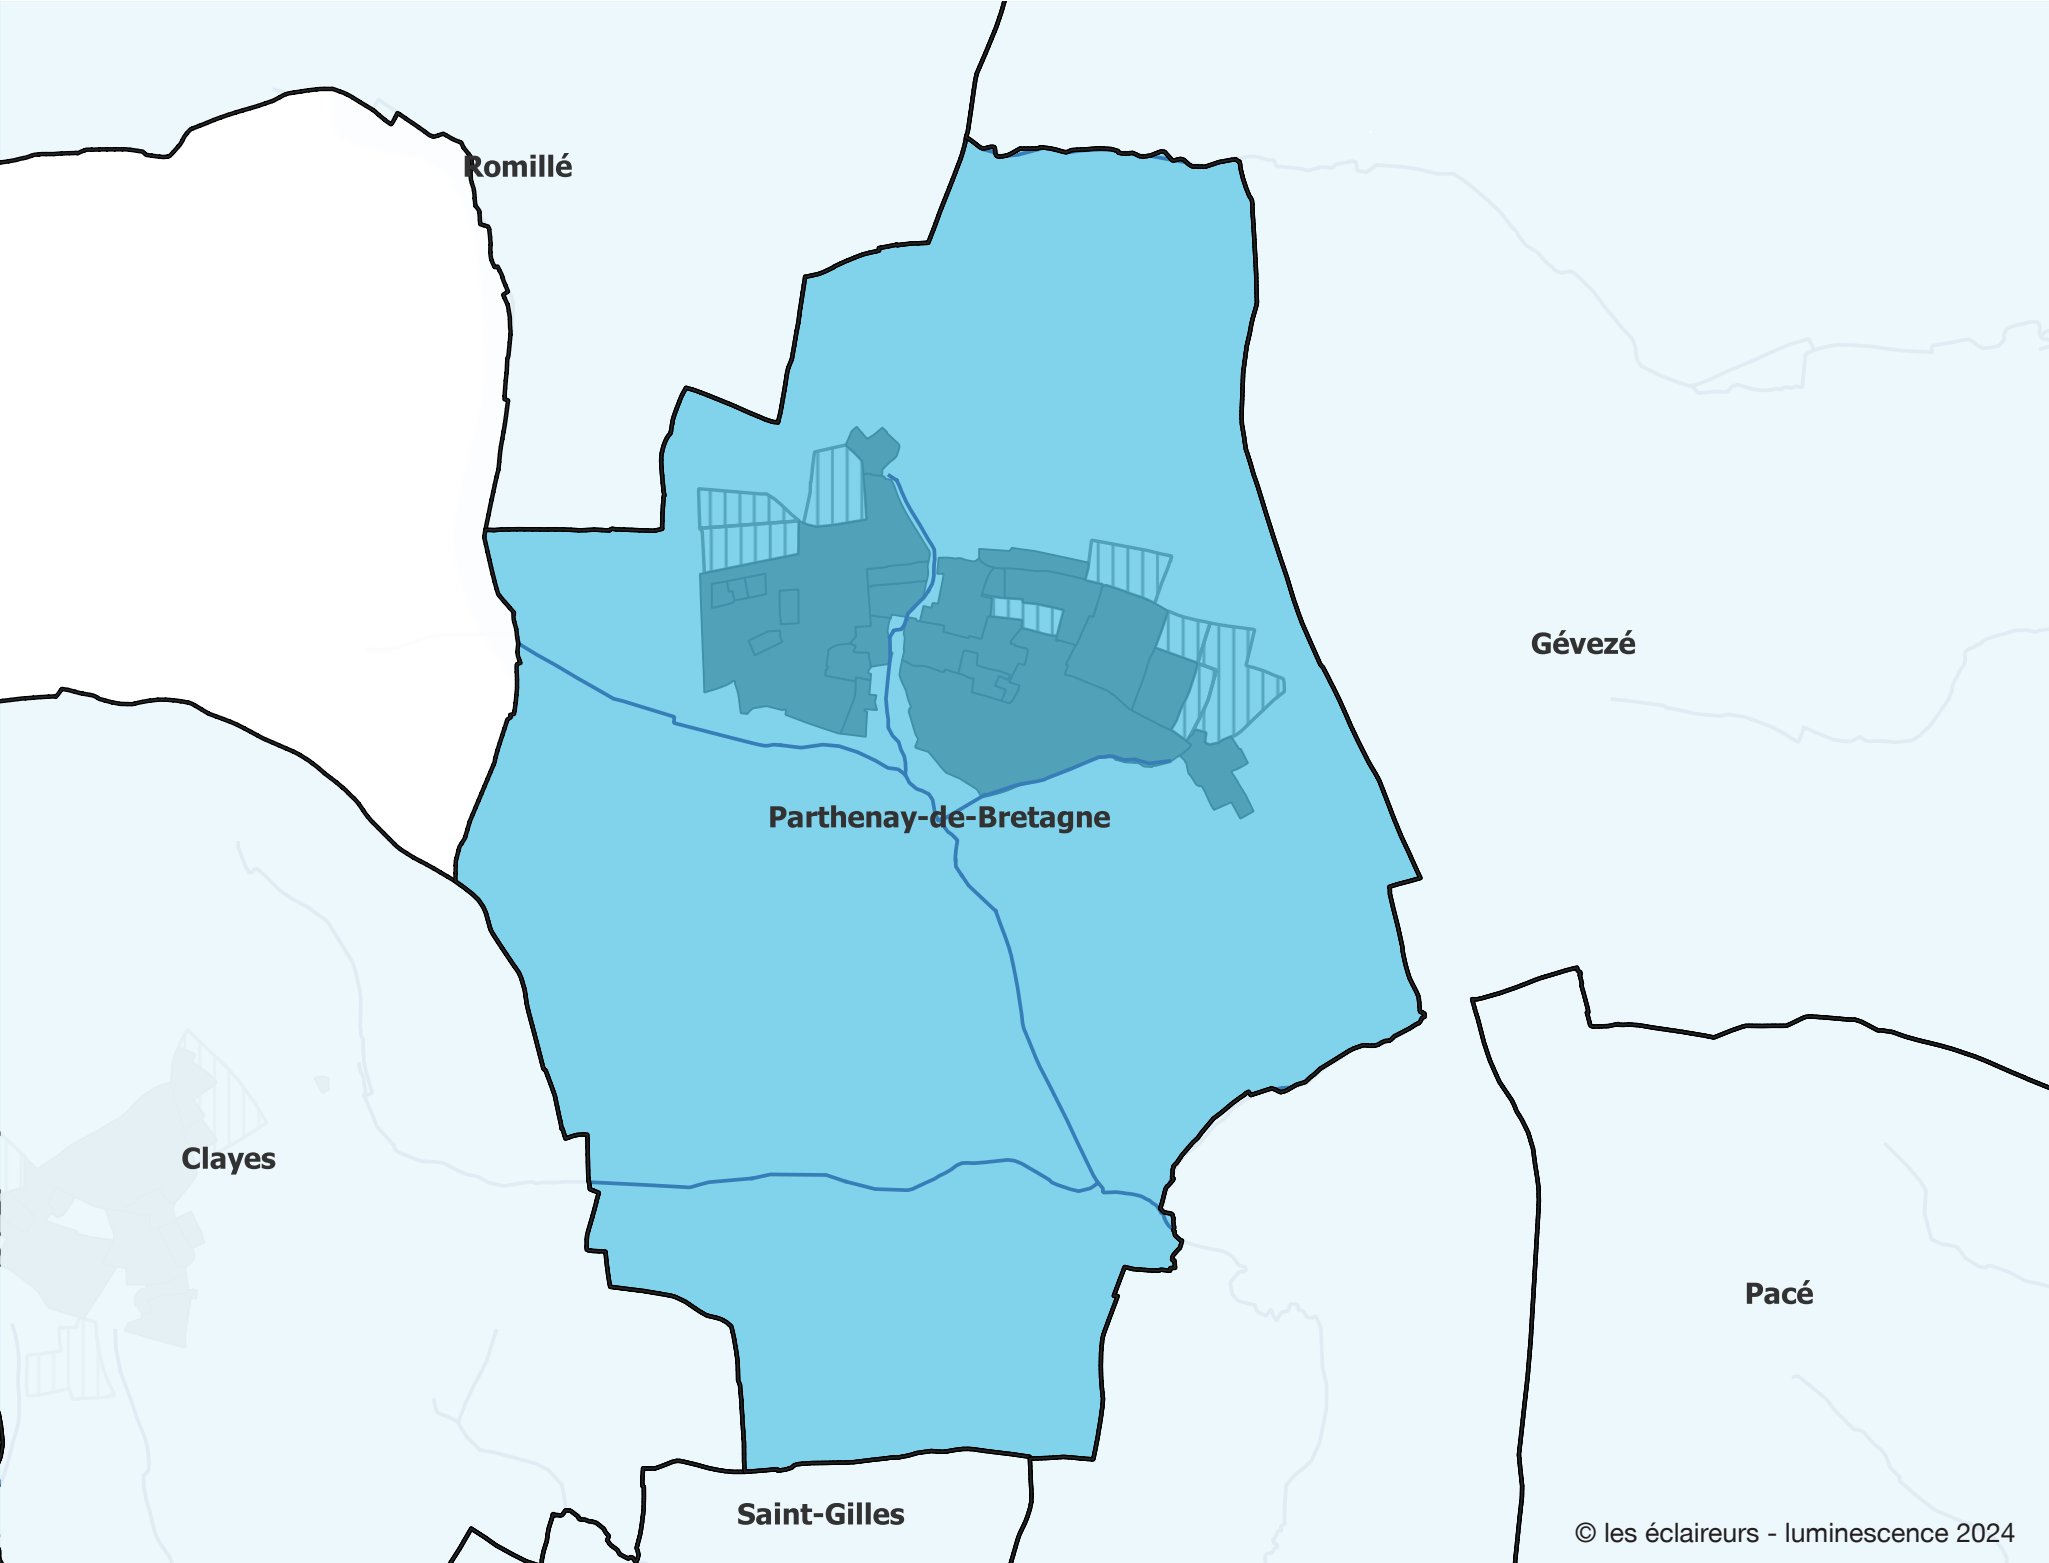 Romillé
Gévezé
Parthenay-de-Bretagne
Clayes
Pacé
Saint-Gilles
© les éclaireurs - luminescence 2024